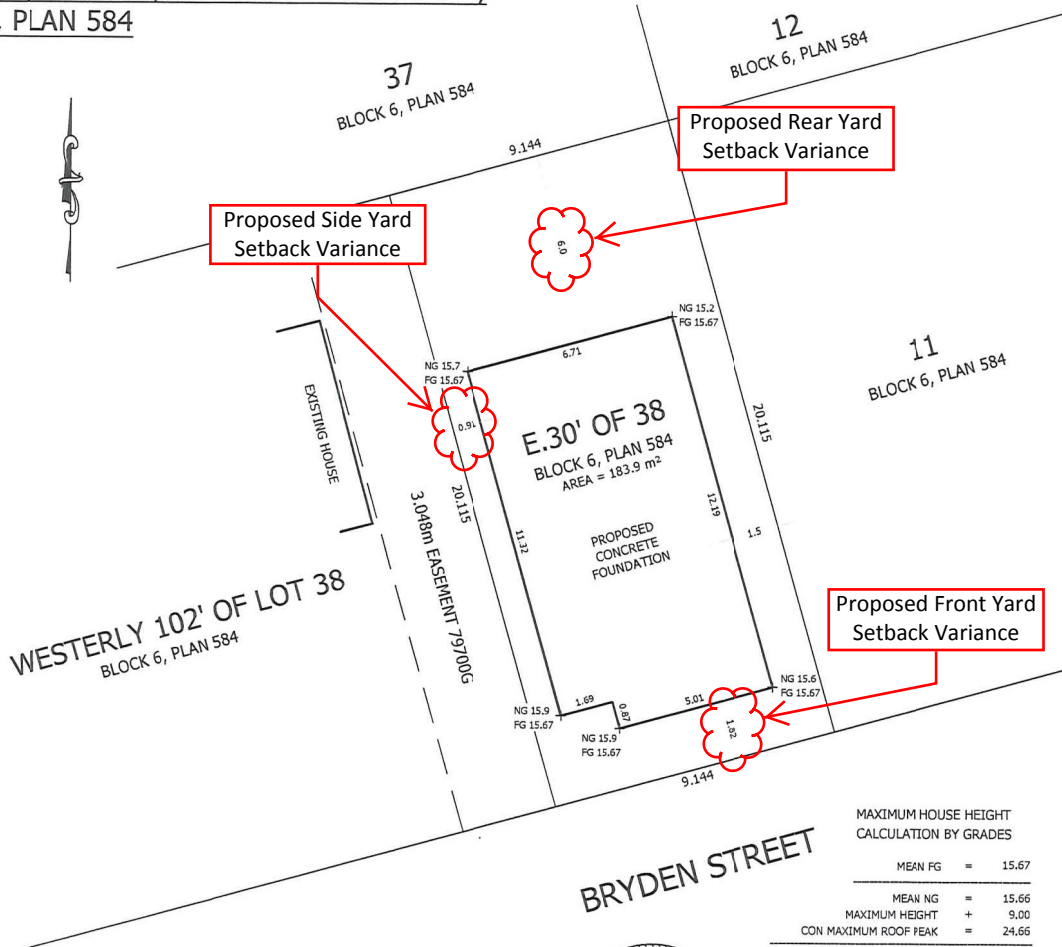 PLAN 584
12
BLOCK 6, PLAN 584
37
BLOCK 6, PLAN 584
Proposed Rear Yard
Setback Variance
9.144
Proposed Side Yard
Setback Variance
6.0
NG 15.2
FG 15.67
6.71
NG 15.7
FG 15.67
11
BLOCK 6, PLAN 584
EXISTING HOUSE
0.91
E.30' OF 38
BLOCK 6, PLAN 584
AREA = 183.9 m²
20.115
20.115
3.048m EASEMENT 79700G
12.19
11.32
PROPOSED
CONCRETE
FOUNDATION
1.5
WESTERLY 102' OF LOT 38
BLOCK 6, PLAN 584
Proposed Front Yard
Setback Variance
NG 15.6
FG 15.67
1.69
0.87
5.01
NG 15.9
FG 15.67
1.82
NG 15.9
FG 15.67
9.144
BRYDEN STREET
MAXIMUM HOUSE HEIGHT
CALCULATION BY GRADES
MEAN FG = 15.67
MEAN NG = 15.66
MAXIMUM HEIGHT + 9.00
CON MAXIMUM ROOF PEAK = 24.66